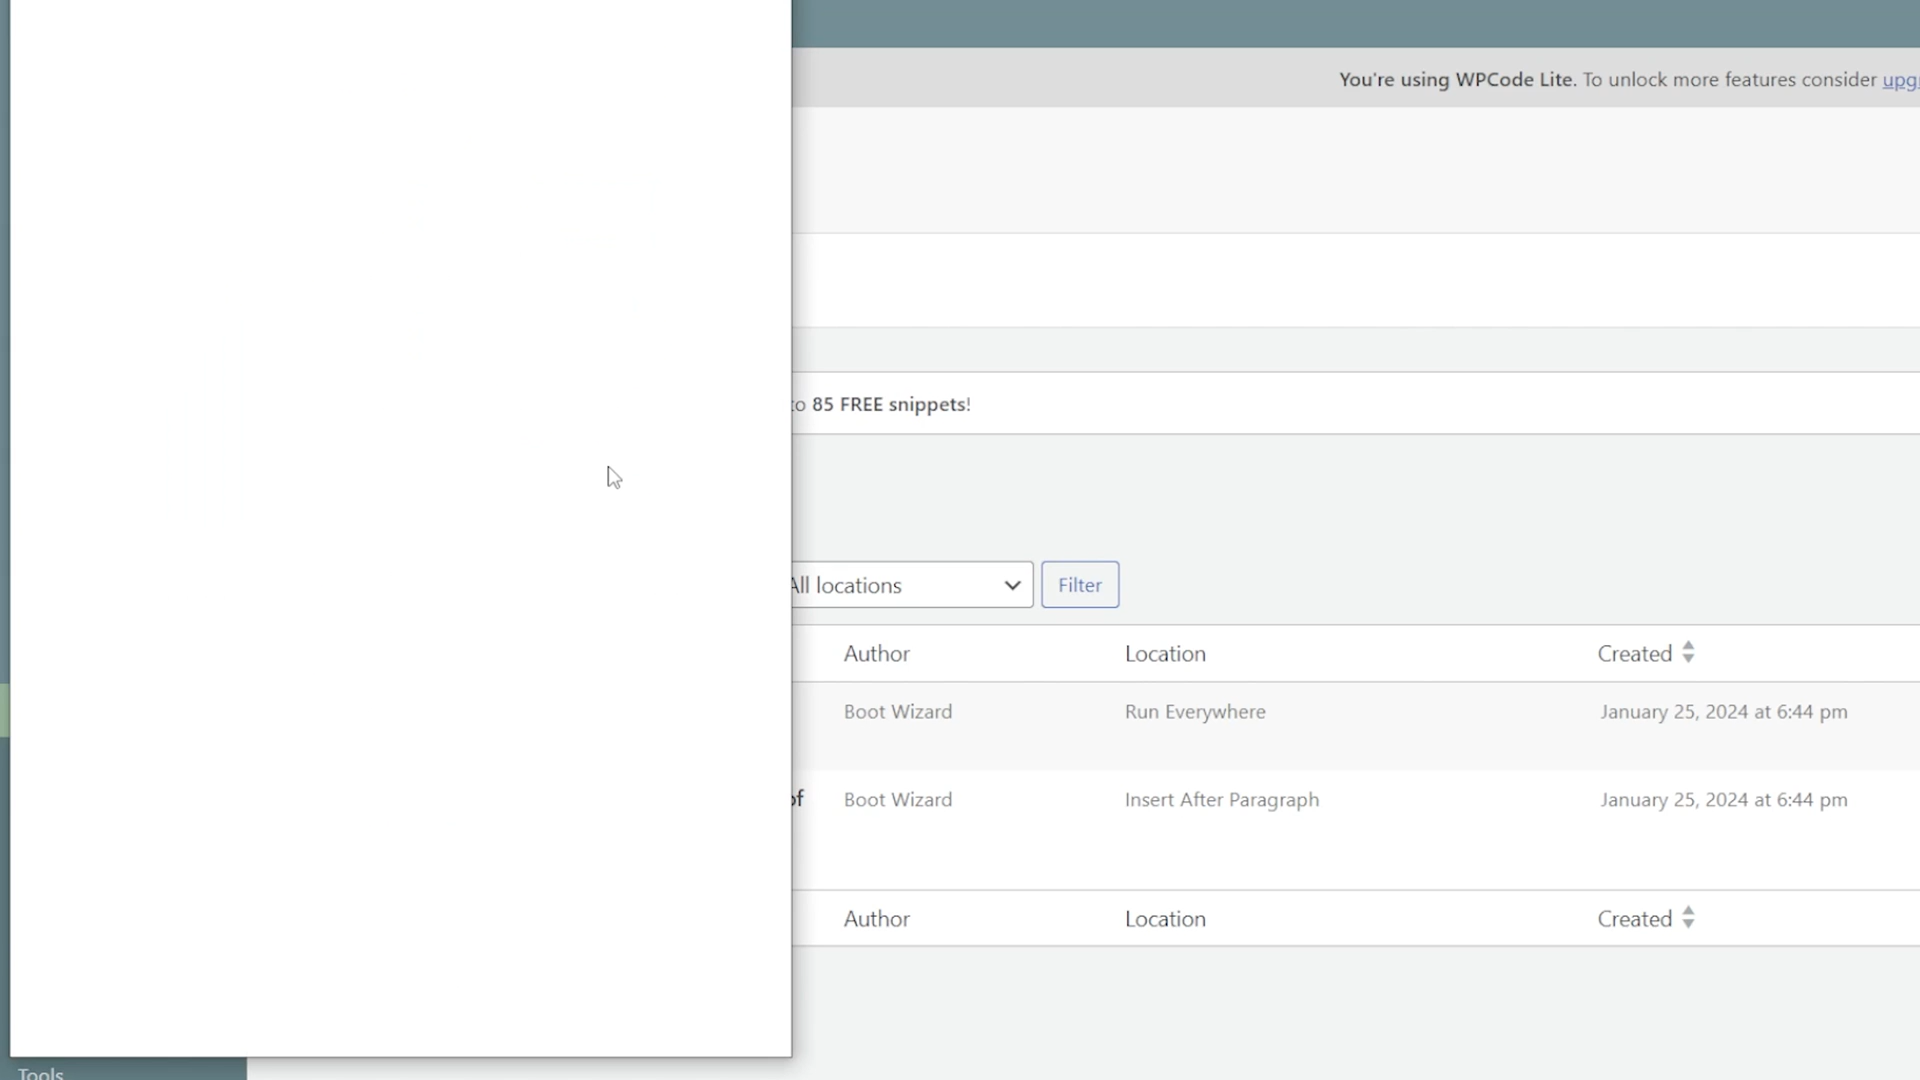 You're using WPCode Lite. To unlock more features consider
to 85 FREE snippets!
All locations
Filter
Author Location Created
Boot Wizard Run Everywhere January 25, 2024 at 6:44 pm
of Boot Wizard Insert After Paragraph January 25, 2024 at 6:44 pm
Author Location Created
Tools